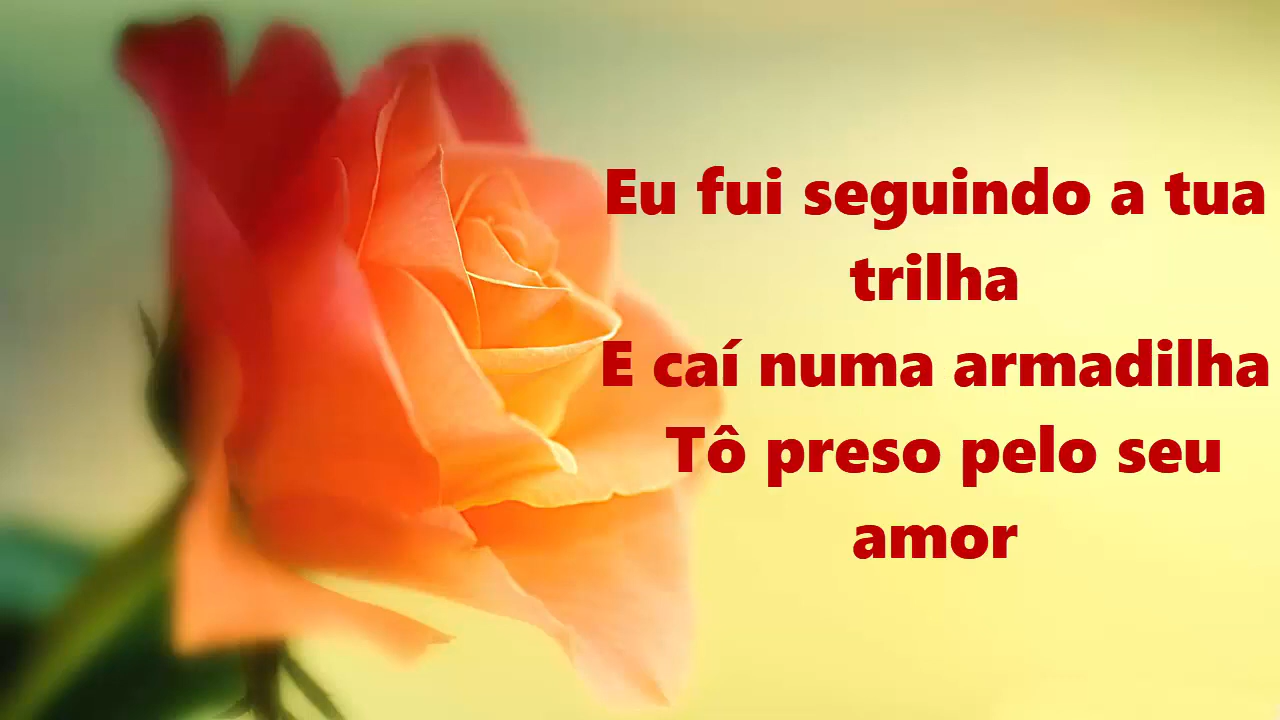 Eu fui seguindo a tua
trilha
E caí numa armadilha
Tô preso pelo seu
amor